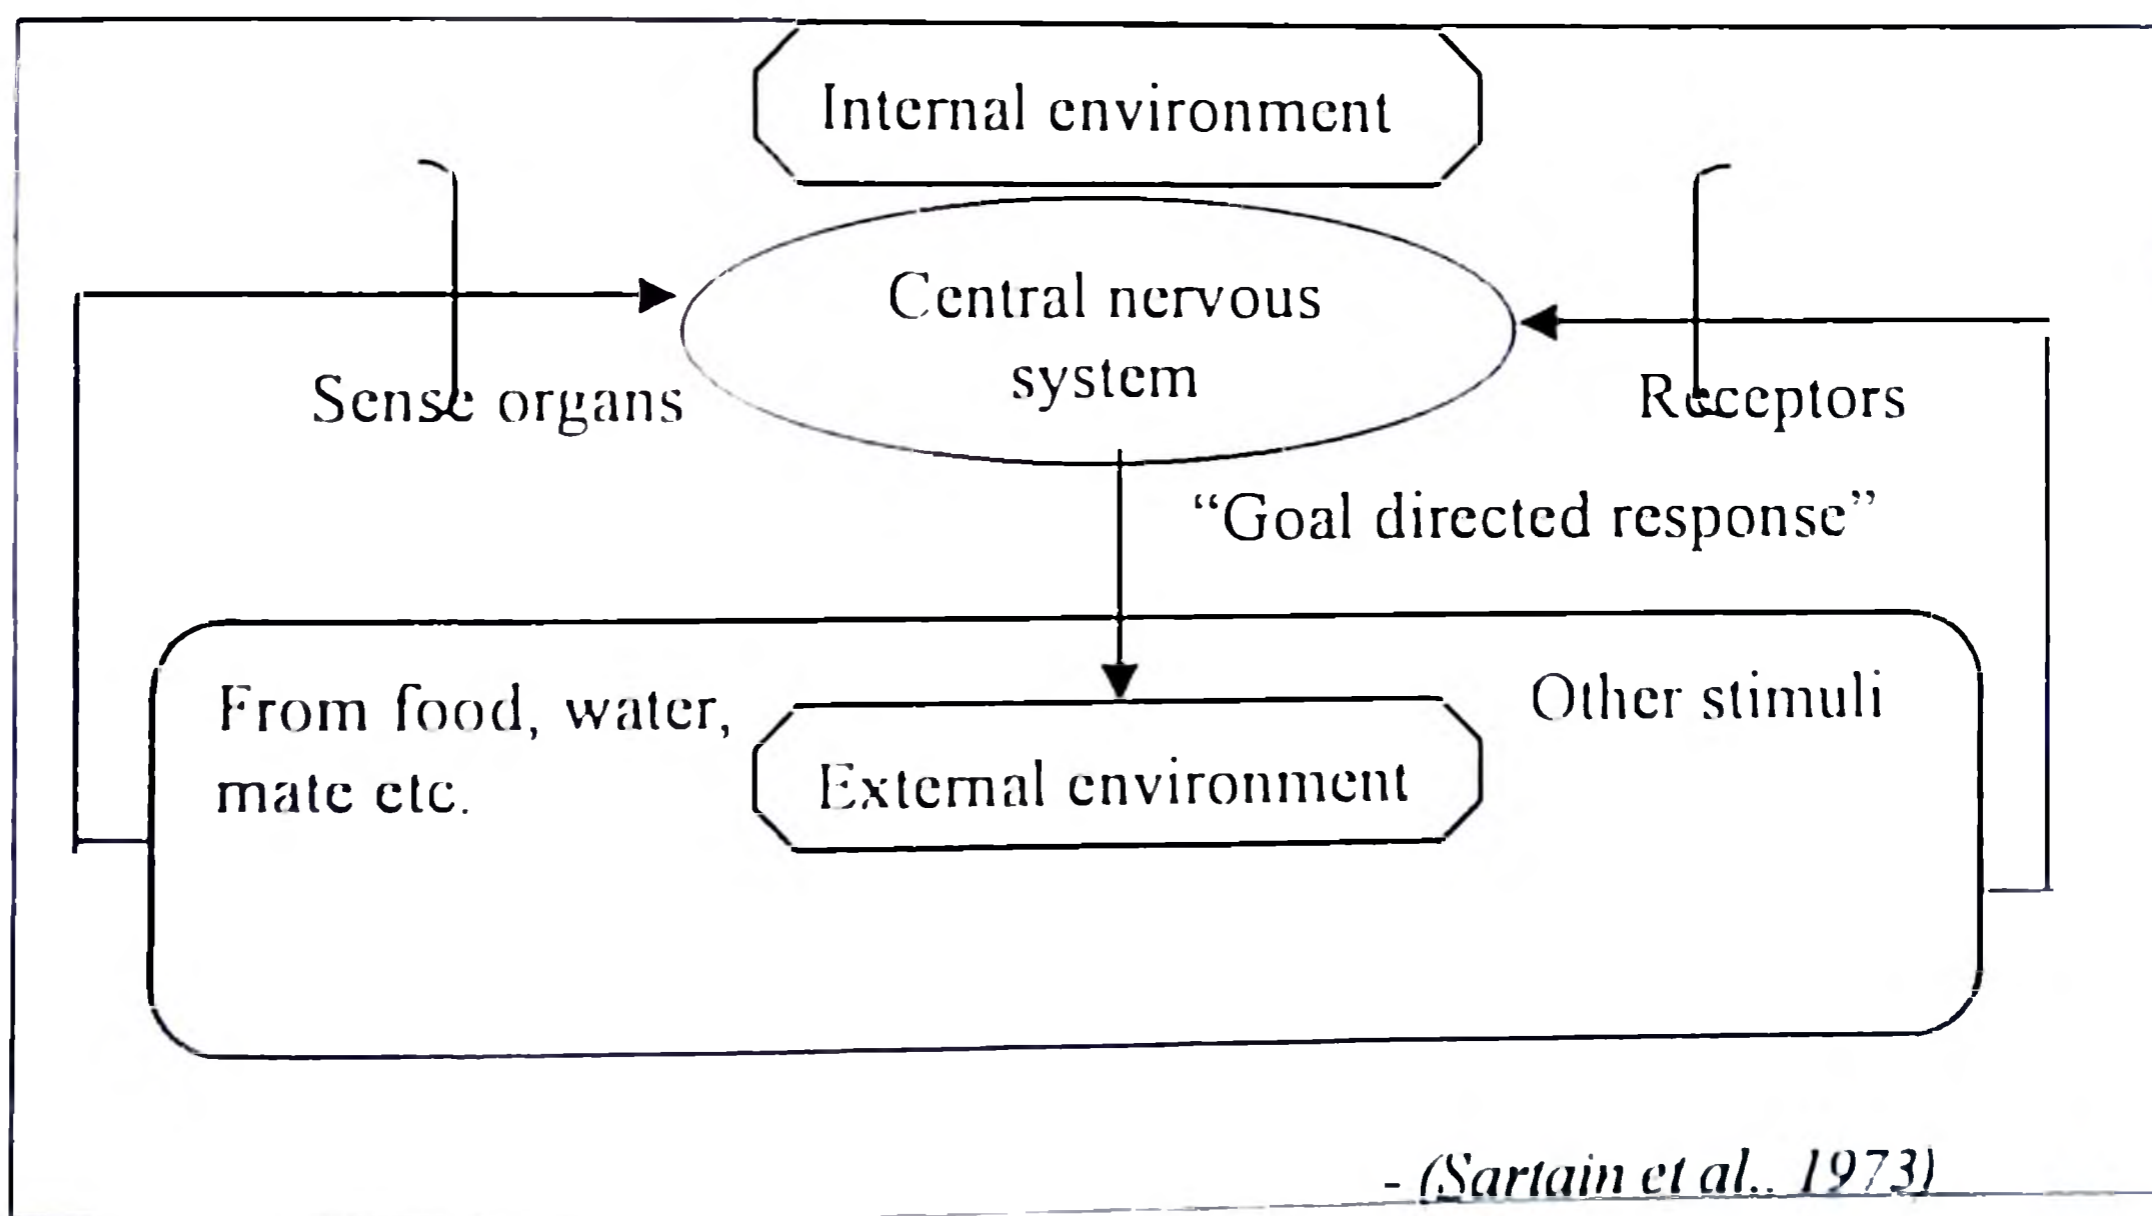 Internal environment
Central nervous
system
Sense organs
Receptors
“Goal directed response”
From food, water,
mate etc.
Other stimuli
External environment
- (Sartain et al., 1973)